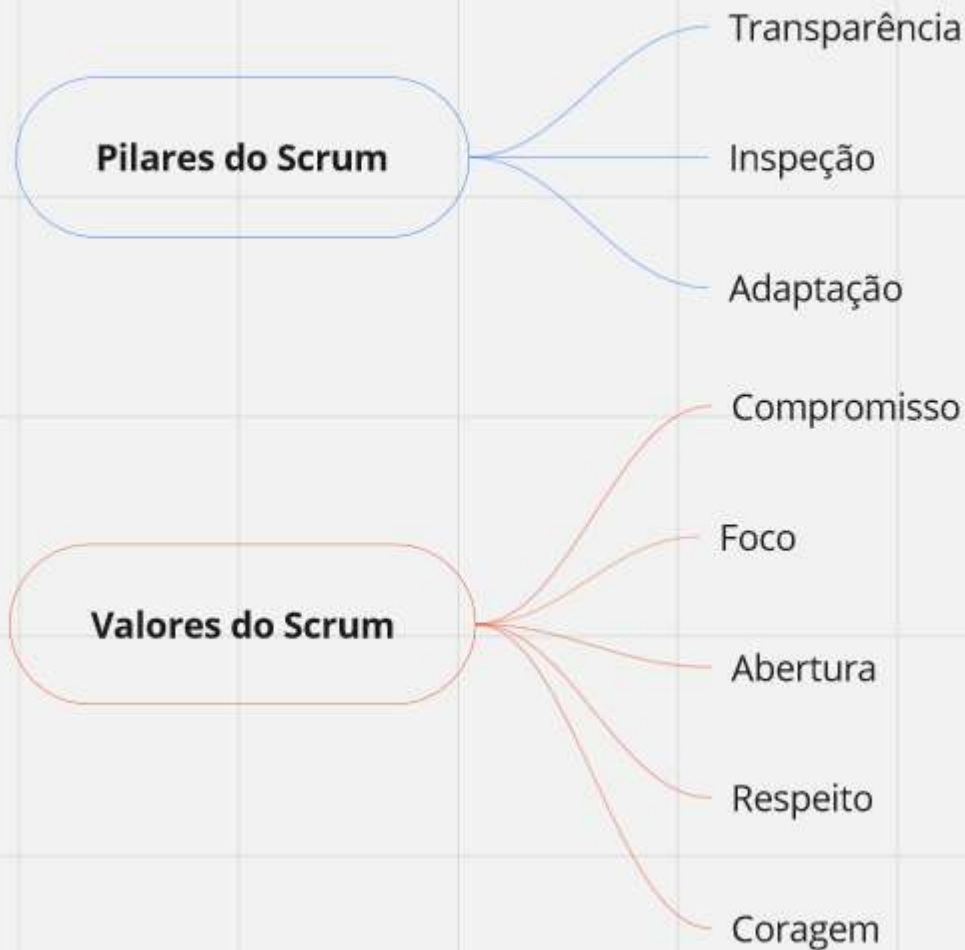 Pilares do Scrum
Transparência
Inspeção
Adaptação
Valores do Scrum
Compromisso
Foco
Abertura
Respeito
Coragem